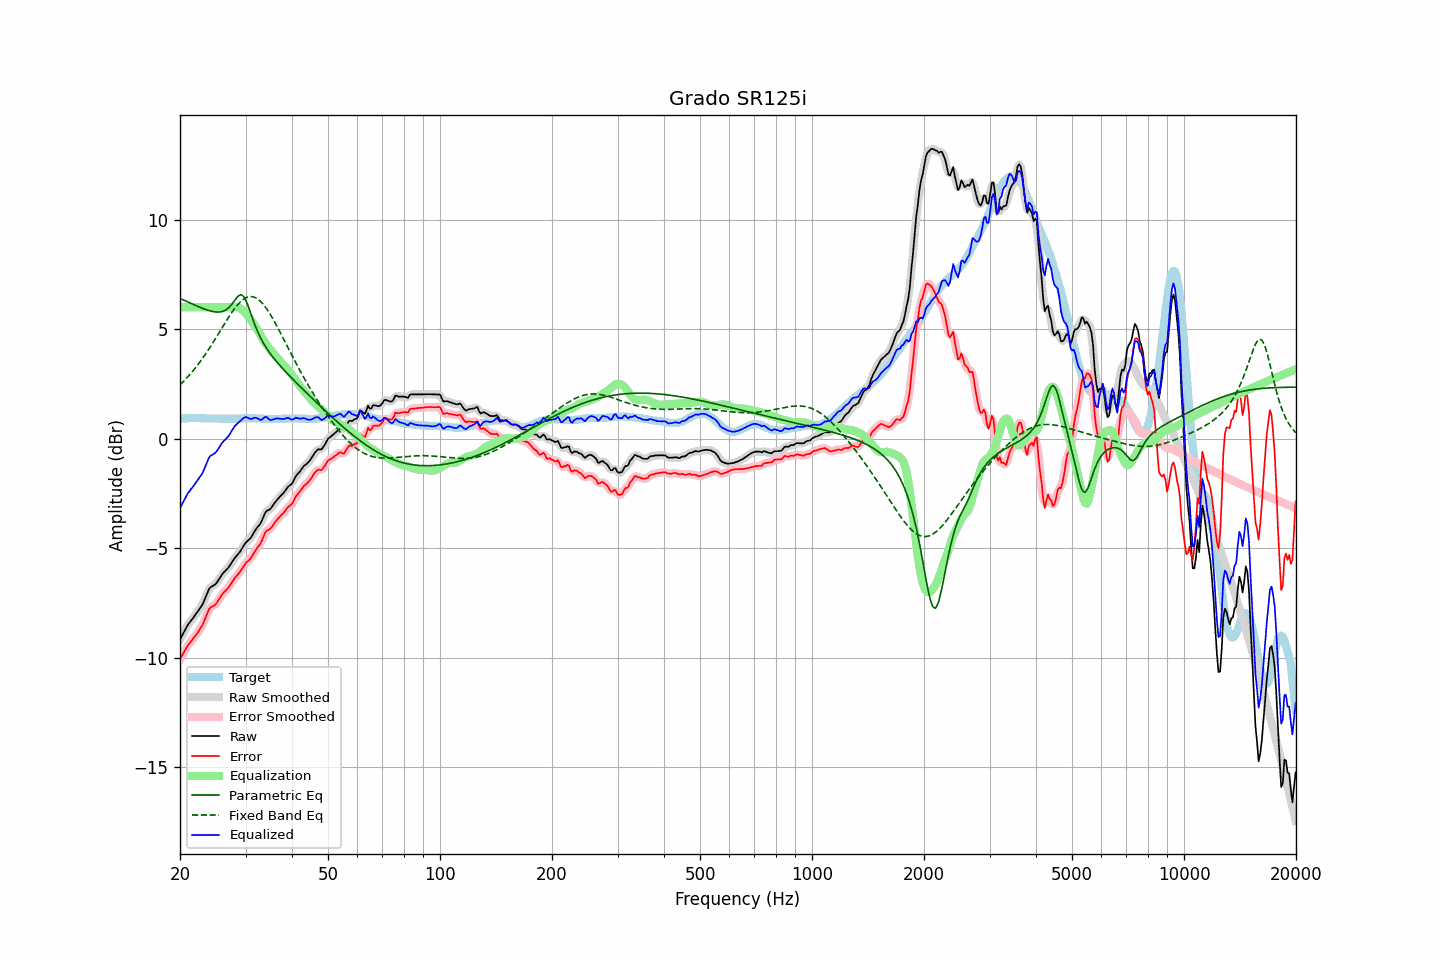 Grado SR125i
Amplitude (dBr)
10
5
0
−5
−10
−15
Target
Raw Smoothed
Error Smoothed
Raw
Error
Equalization
Parametric Eq
Fixed Band Eq
Equalized
20 50 100 200 500 1000 2000 5000 10000 20000
Frequency (Hz)